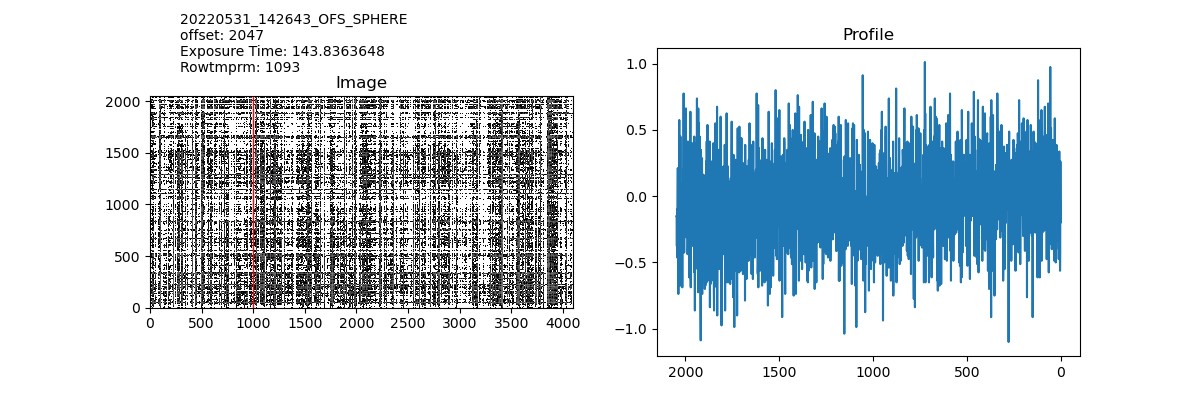 20220531_142643_OFS_SPHERE
offset: 2047
Exposure Time: 143.8363648
Rowtmprm: 1093
Image
2000
1500
1000
500
0
0 500 1000 1500 2000 2500 3000 3500 4000
Profile
1.0
0.5
0.0
−0.5
−1.0
2000 1500 1000 500 0